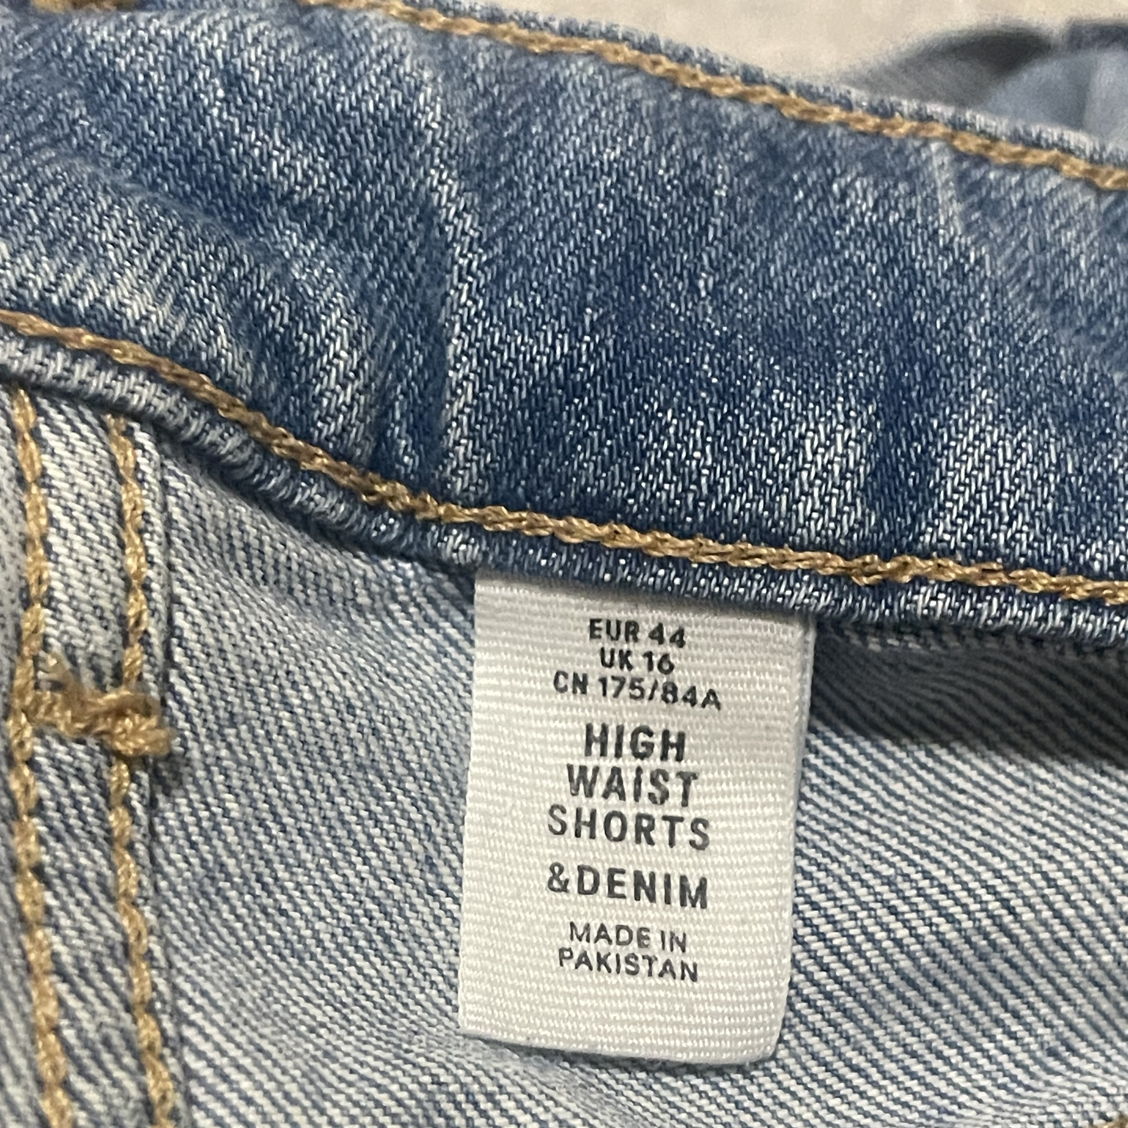 EUR 44
UK 16
CN 175/84A
HIGH
WAIST
SHORTS
&DENIM
MADE IN
PAKISTAN